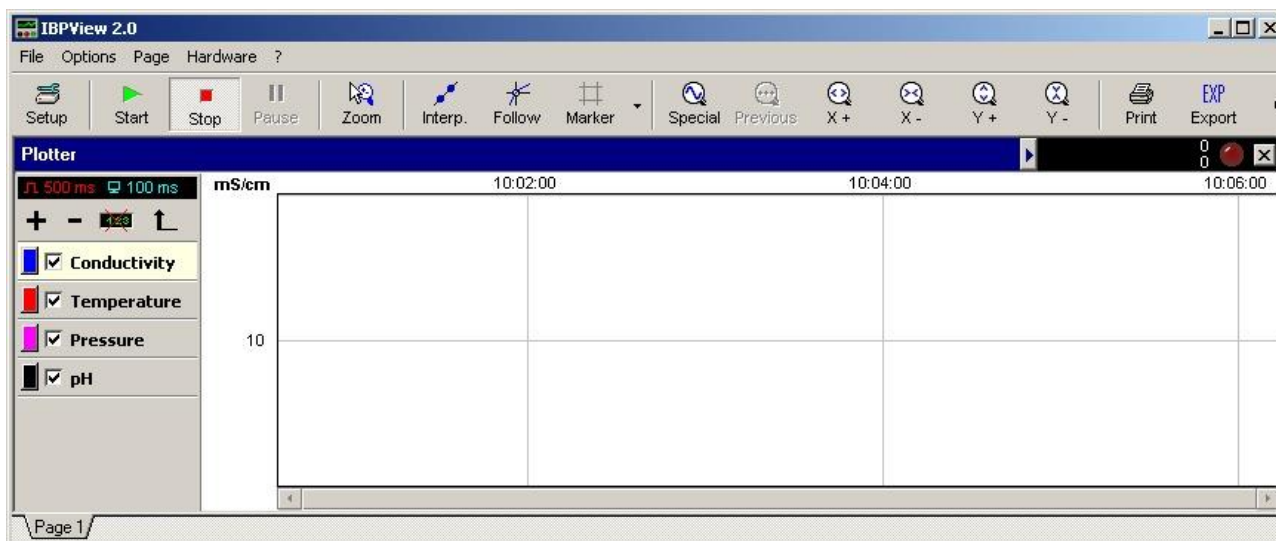 IBPView 2.0
File Options Page Hardware ?
Setup Start Stop Pause Zoom Interp. Follow Marker Special Previous X + X - Y + Y - Print EXP Export
Plotter 0
0
500 ms 100 ms mS/cm 10:02:00 10:04:00 10:06:00
+ - 123
Conductivity
Temperature
Pressure 10
pH
Page 1